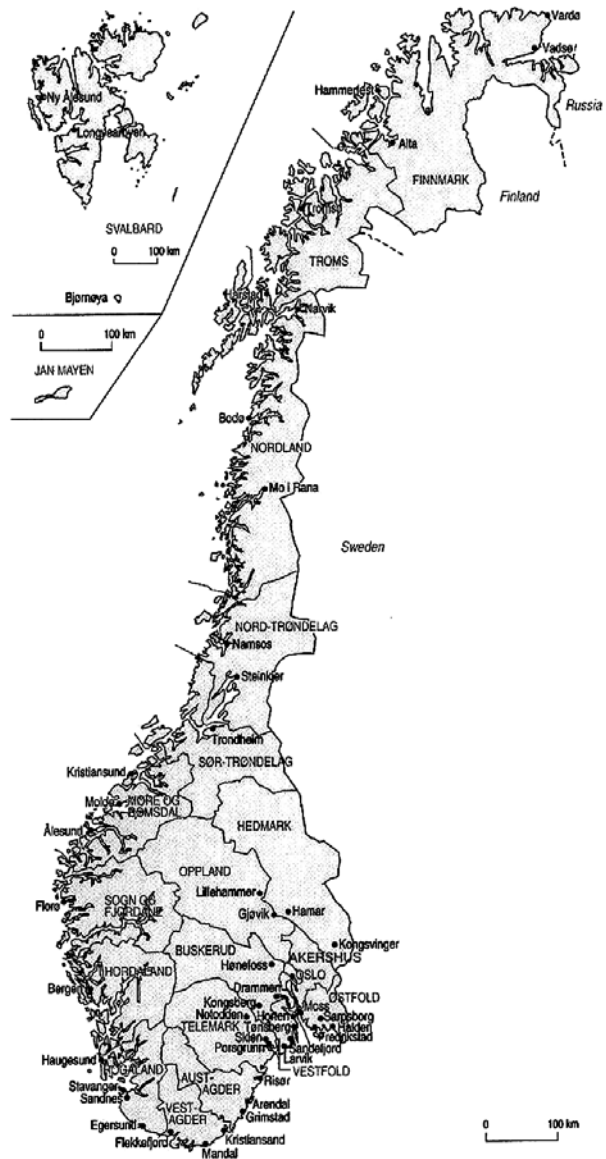 Vardø
Vadsø
Hammerfest
Russia
Alta
FINNMARK
Finland
Ny Ålesund
Longyearbyen
Tromsø
SVALBARD
0 100 km
TROMS
Bjørnøya
Harstad
Narvik
0 100 km
JAN MAYEN
Bodø
NORDLAND
Mo i Rana
Sweden
NORD-TRØNDELAG
Namsos
Steinkjer
Trondheim
SØR-TRØNDELAG
Kristiansund
Molde
MØRE OG
ROMSDAL
HEDMARK
Ålesund
OPPLAND
Lillehammer
Florø
SOGN OG
FJORDANE
Gjøvik
Hamar
Kongsvinger
BUSKERUD
AKERSHUS
HORDALAND
Hønefoss
OSLO
Bergen
Drammen
ØSTFOLD
Kongsberg
Moss
Notodden
Horten
Sarpsborg
TELEMARK
Tønsberg
Halden
Fredrikstad
Skien
Porsgrunn
Sandefjord
Larvik
Haugesund
ROGALAND
VESTFOLD
AUST-
AGDER
Risør
Stavanger
Sandnes
VEST-
AGDER
Arendal
Grimstad
Egersund
Kristiansand
Flekkefjord
Mandal
0 100 km